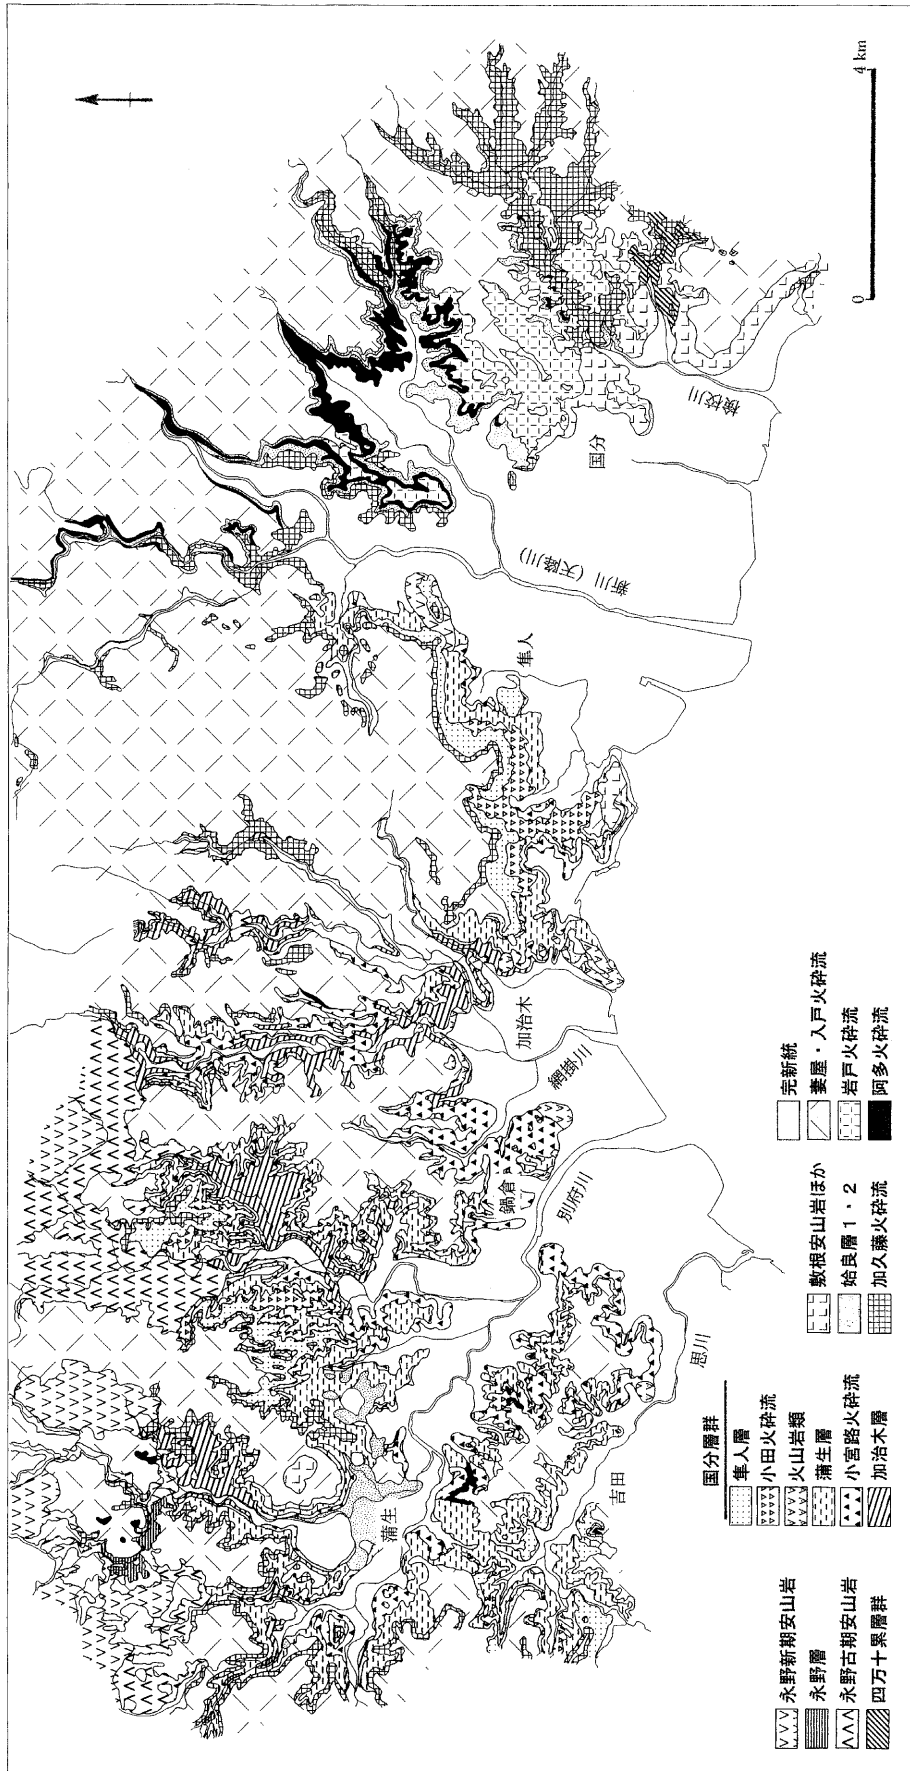 4 km
0
国分
検校川
新川 (天降川)
隼人
加治木
網掛川
鍋倉
別府川
蒲生
思川
吉田
永野新期安山岩
永野層
永野古期安山岩
四万十累層群
国分層群
隼人層
小田火砕流
火山岩類
蒲生層
小宮路火砕流
加治木層
敷根安山岩ほか
姶良層1・2
加久藤火砕流
完新統
妻屋・入戸火砕流
岩戸火砕流
阿多火砕流